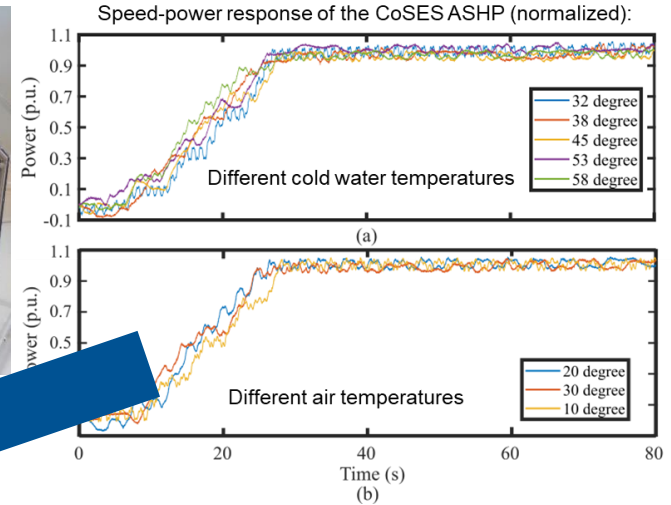 Speed-power response of the CoSES ASHP (normalized):
1.1
0.9
0.7
0.5
0.3
0.1
-0.1
Power (p.u.)
32 degree
38 degree
45 degree
53 degree
58 degree
Different cold water temperatures
(a)
1.1
0.9
0.7
0.5
(p.u.)
20 degree
30 degree
10 degree
Different air temperatures
0 20 40 60 80
Time (s)
(b)